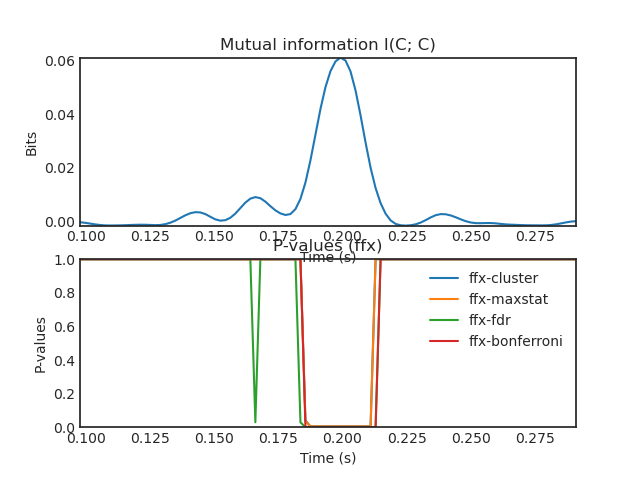 Mutual information I(C; C)
0.06
0.04
0.02
0.00
Bits
0.100 0.125 0.150 0.175 0.200 0.225 0.250 0.275
Time (s)
P-values (ffx)
1.0
0.8
0.6
0.4
0.2
0.0
P-values
ffx-cluster
ffx-maxstat
ffx-fdr
ffx-bonferroni
0.100 0.125 0.150 0.175 0.200 0.225 0.250 0.275
Time (s)